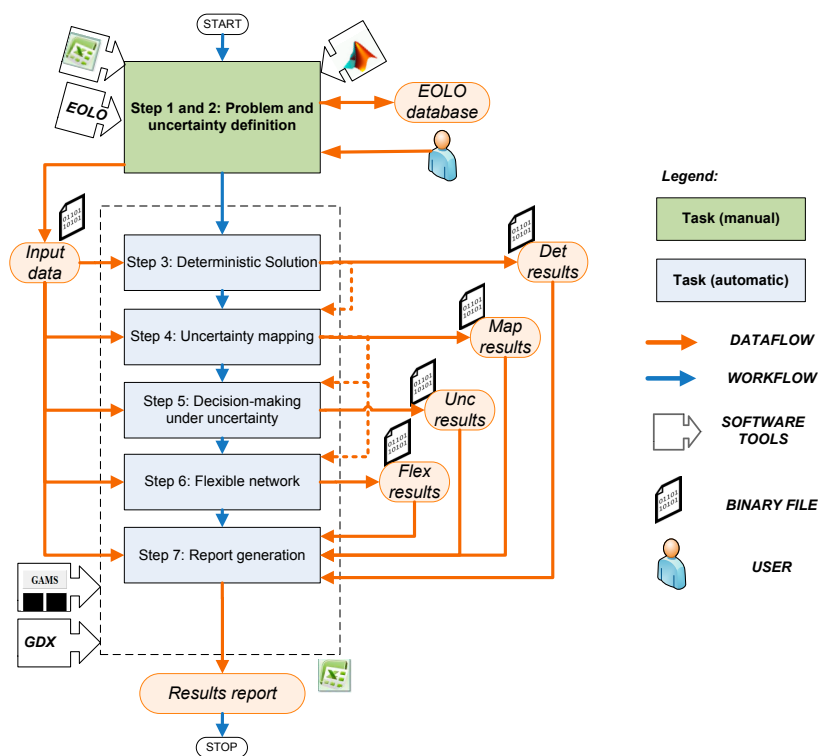 START
EOLO
Step 1 and 2: Problem and
uncertainty definition
EOLO
database
01101
10101
Input
data
Step 3: Deterministic Solution
01101
10101
Det
results
Step 4: Uncertainty mapping
01101
10101
Map
results
Step 5: Decision-making
under uncertainty
01101
10101
Unc
results
Step 6: Flexible network
01101
10101
Flex
results
Step 7: Report generation
GAMS
GDX
Results report
STOP
Legend:
Task (manual)
Task (automatic)
DATAFLOW
WORKFLOW
SOFTWARE
TOOLS
01101
10101
BINARY FILE
USER